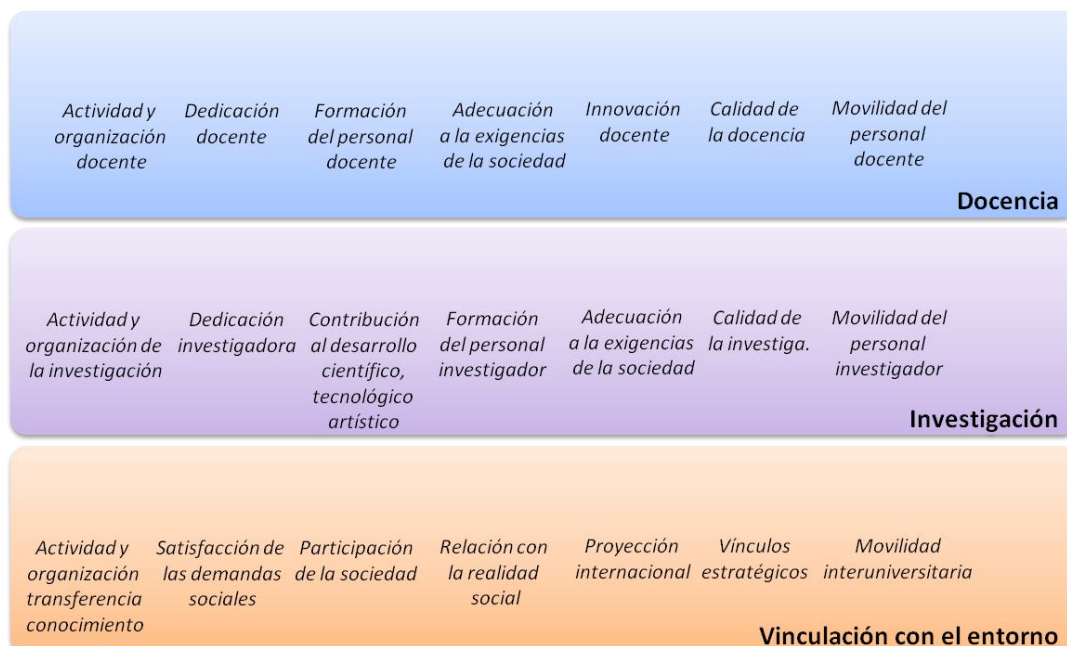 Actividad y
organización
docente
Dedicación
docente
Formación
del personal
docente
Adecuación
a la exigencias
de la sociedad
Innovación
docente
Calidad de
la docencia
Movilidad del
personal
docente
Docencia
Actividad y
organización de
la investigación
Dedicación
investigadora
Contribución
al desarrollo
científico,
tecnológico
artístico
Formación
del personal
investigador
Adecuación
a la exigencias
de la sociedad
Calidad de
la investiga.
Movilidad del
personal
investigador
Investigación
Actividad y
organización
transferencia
conocimiento
Satisfacción de
las demandas
sociales
Participación
de la sociedad
Relación con
la realidad
social
Proyección
internacional
Vínculos
estratégicos
Movilidad
interuniversitaria
Vinculación con el entorno